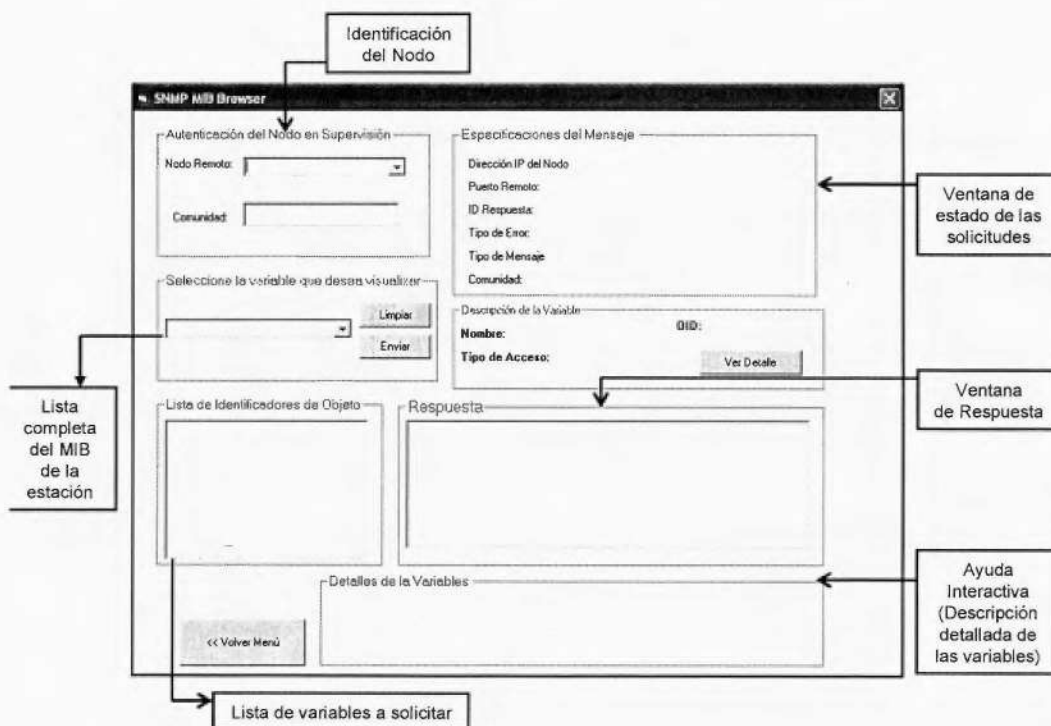 Identificación
del Nodo
SNMP MIB Browser
Autenticación del Nodo en Supervisión
Nodo Remoto:
Comunidad:
Especificaciones del Mensaje
Dirección IP del Nodo
Puerto Remoto:
ID Respuesta:
Tipo de Error:
Tipo de Mensaje
Comunidad:
Ventana de
estado de las
solicitudes
Seleccione la variable que desea visualizar
Limpiar
Enviar
Descripción de la Variable
Nombre:
OID:
Tipo de Acceso:
Ver Detalle
Lista
completa
del MIB
de la
estación
Ventana
de Respuesta
Lista de Identificadores de Objeto
Respuesta
Detalles de la Variables
<< Volver Menú
Ayuda
Interactiva
(Descripción
detallada de
las variables)
Lista de variables a solicitar